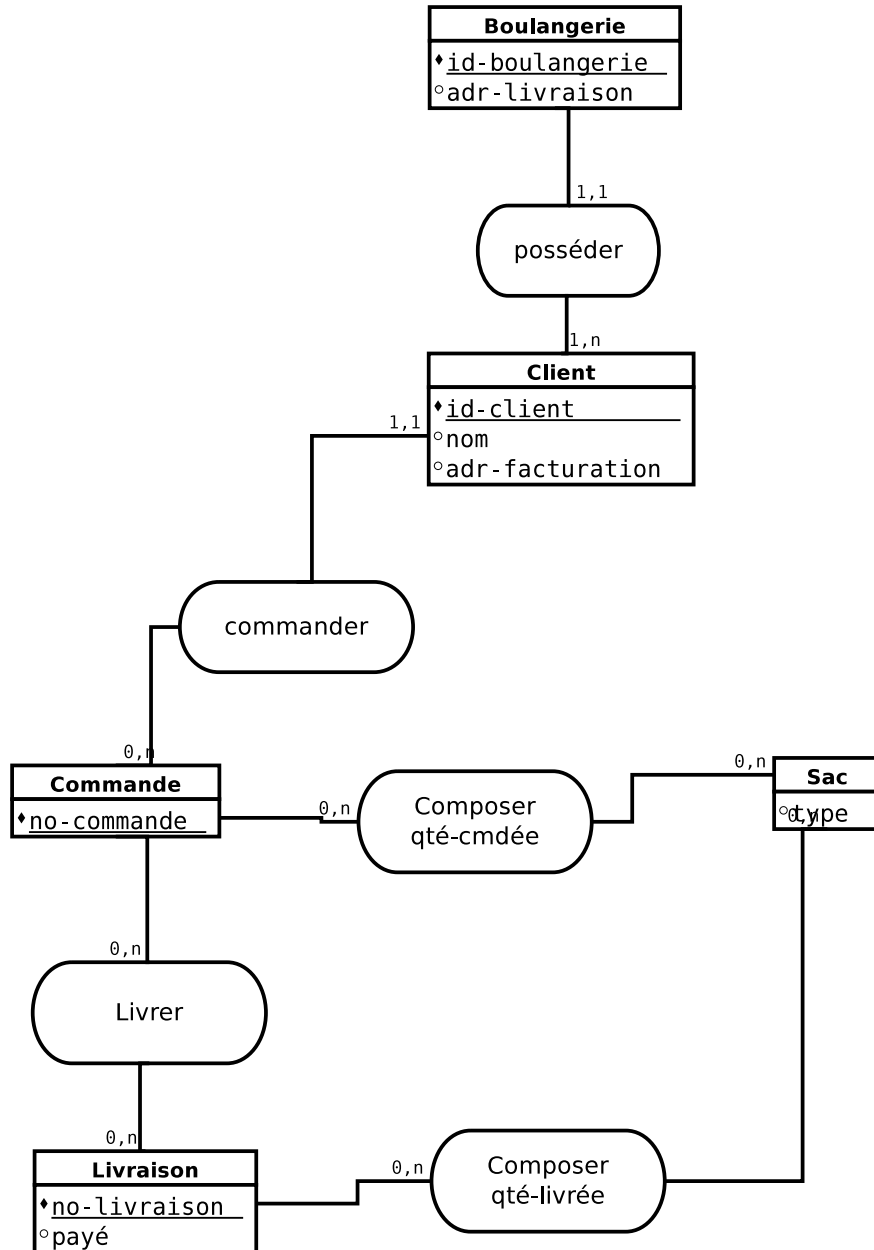 Boulangerie
id-boulangerie
adr-livraison
1,1
posséder
1,n
Client
id-client
nom
adr-facturation
1,1
commander
0,n
Commande
no-commande
0,n
Composer
qté-cmdée
0,n
Sac
type
0,n
0,n
Livrer
0,n
Livraison
no-livraison
payé
0,n
Composer
qté-livrée